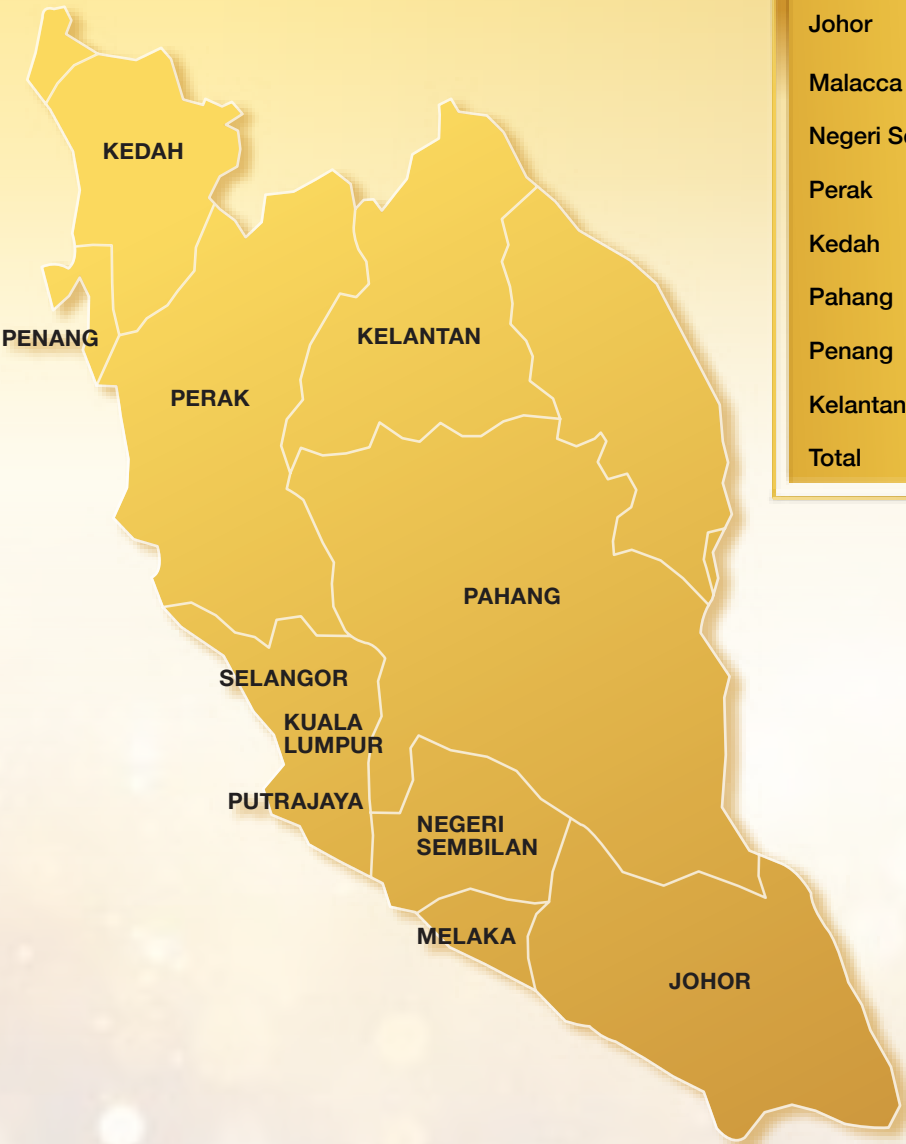 KEDAH
PENANG
KELANTAN
PERAK
PAHANG
SELANGOR
KUALA
LUMPUR
PUTRAJAYA
NEGERI
SEMBILAN
MELAKA
JOHOR
Johor
Malacca
Negeri
Perak
Kedah
Pahang
Penang
Kelantan
Total